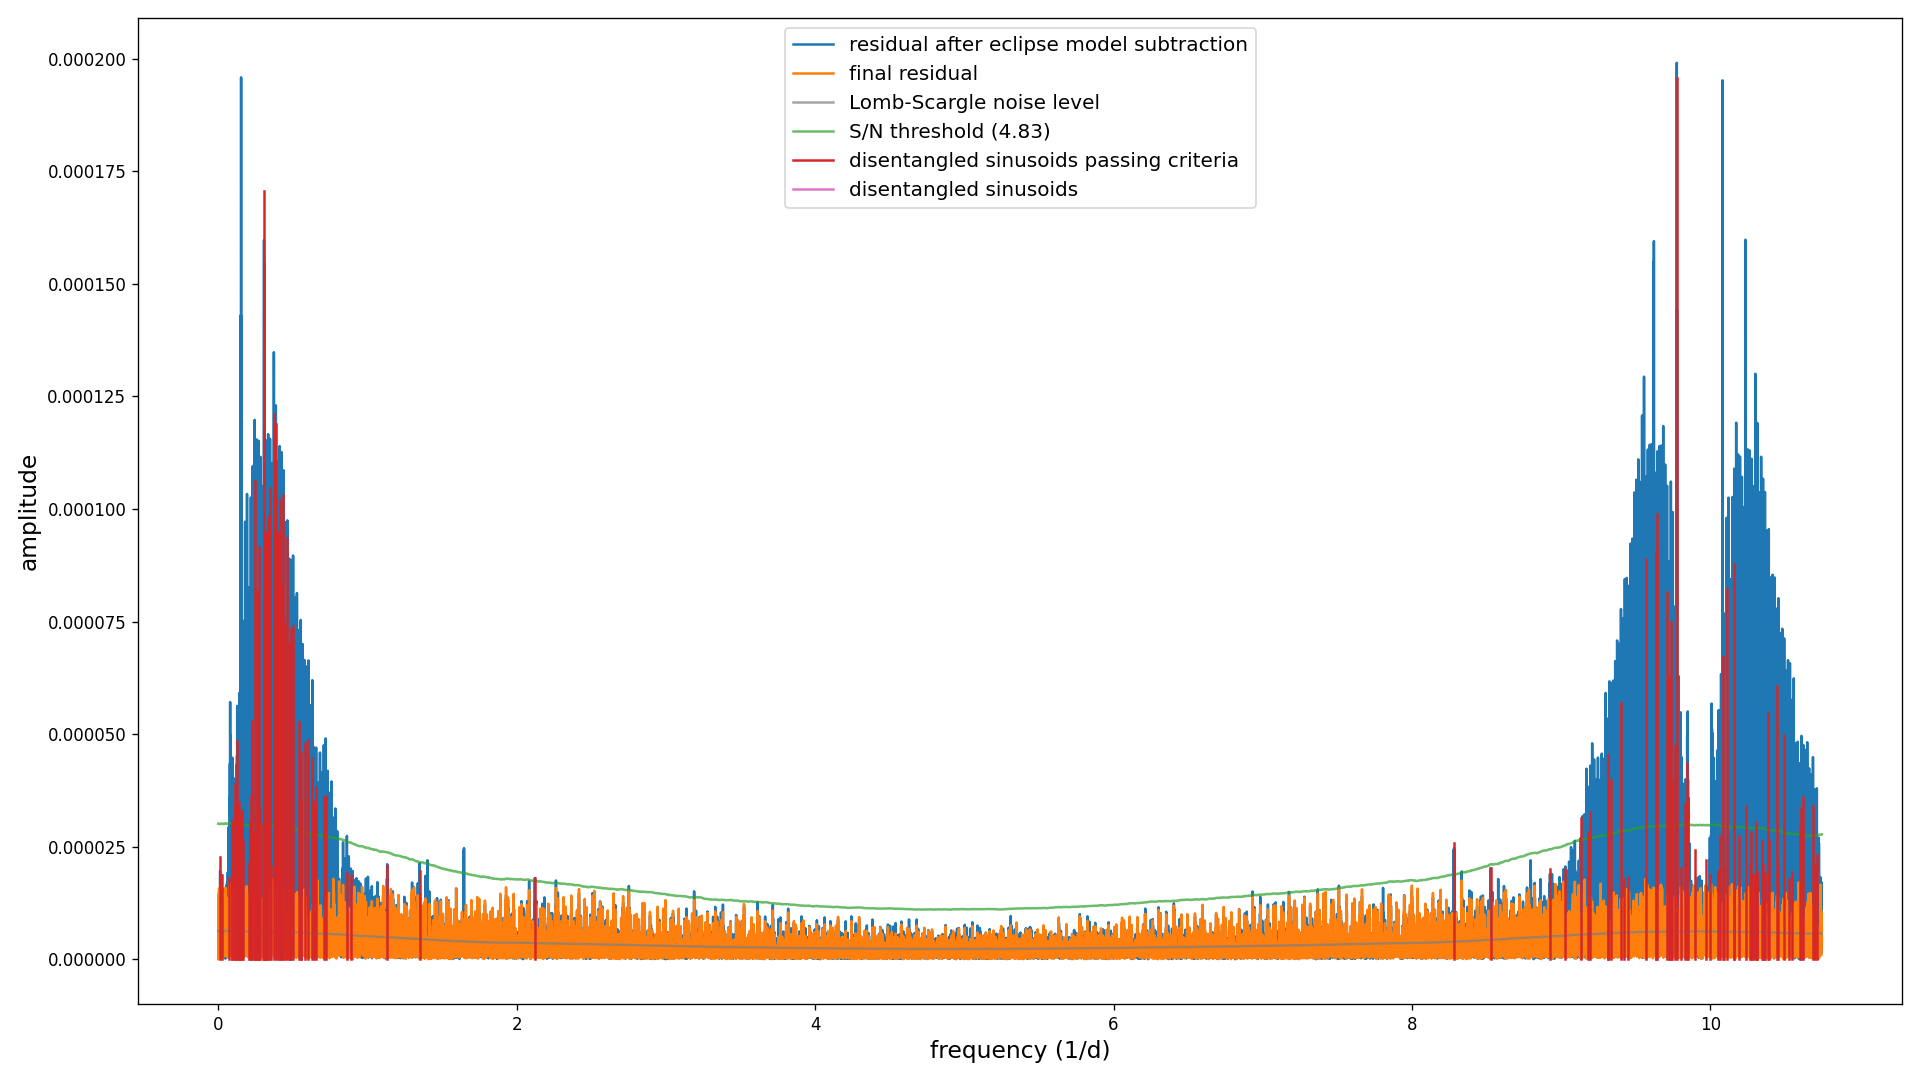 residual after eclipse model subtraction
final residual
Lomb-Scargle noise level
S/N threshold (4.83)
disentangled sinusoids passing criteria
disentangled sinusoids
0.000200
0.000175
0.000150
0.000125
0.000100
0.000075
0.000050
0.000025
0.000000
amplitude
0 2 4 6 8 10
frequency (1/d)